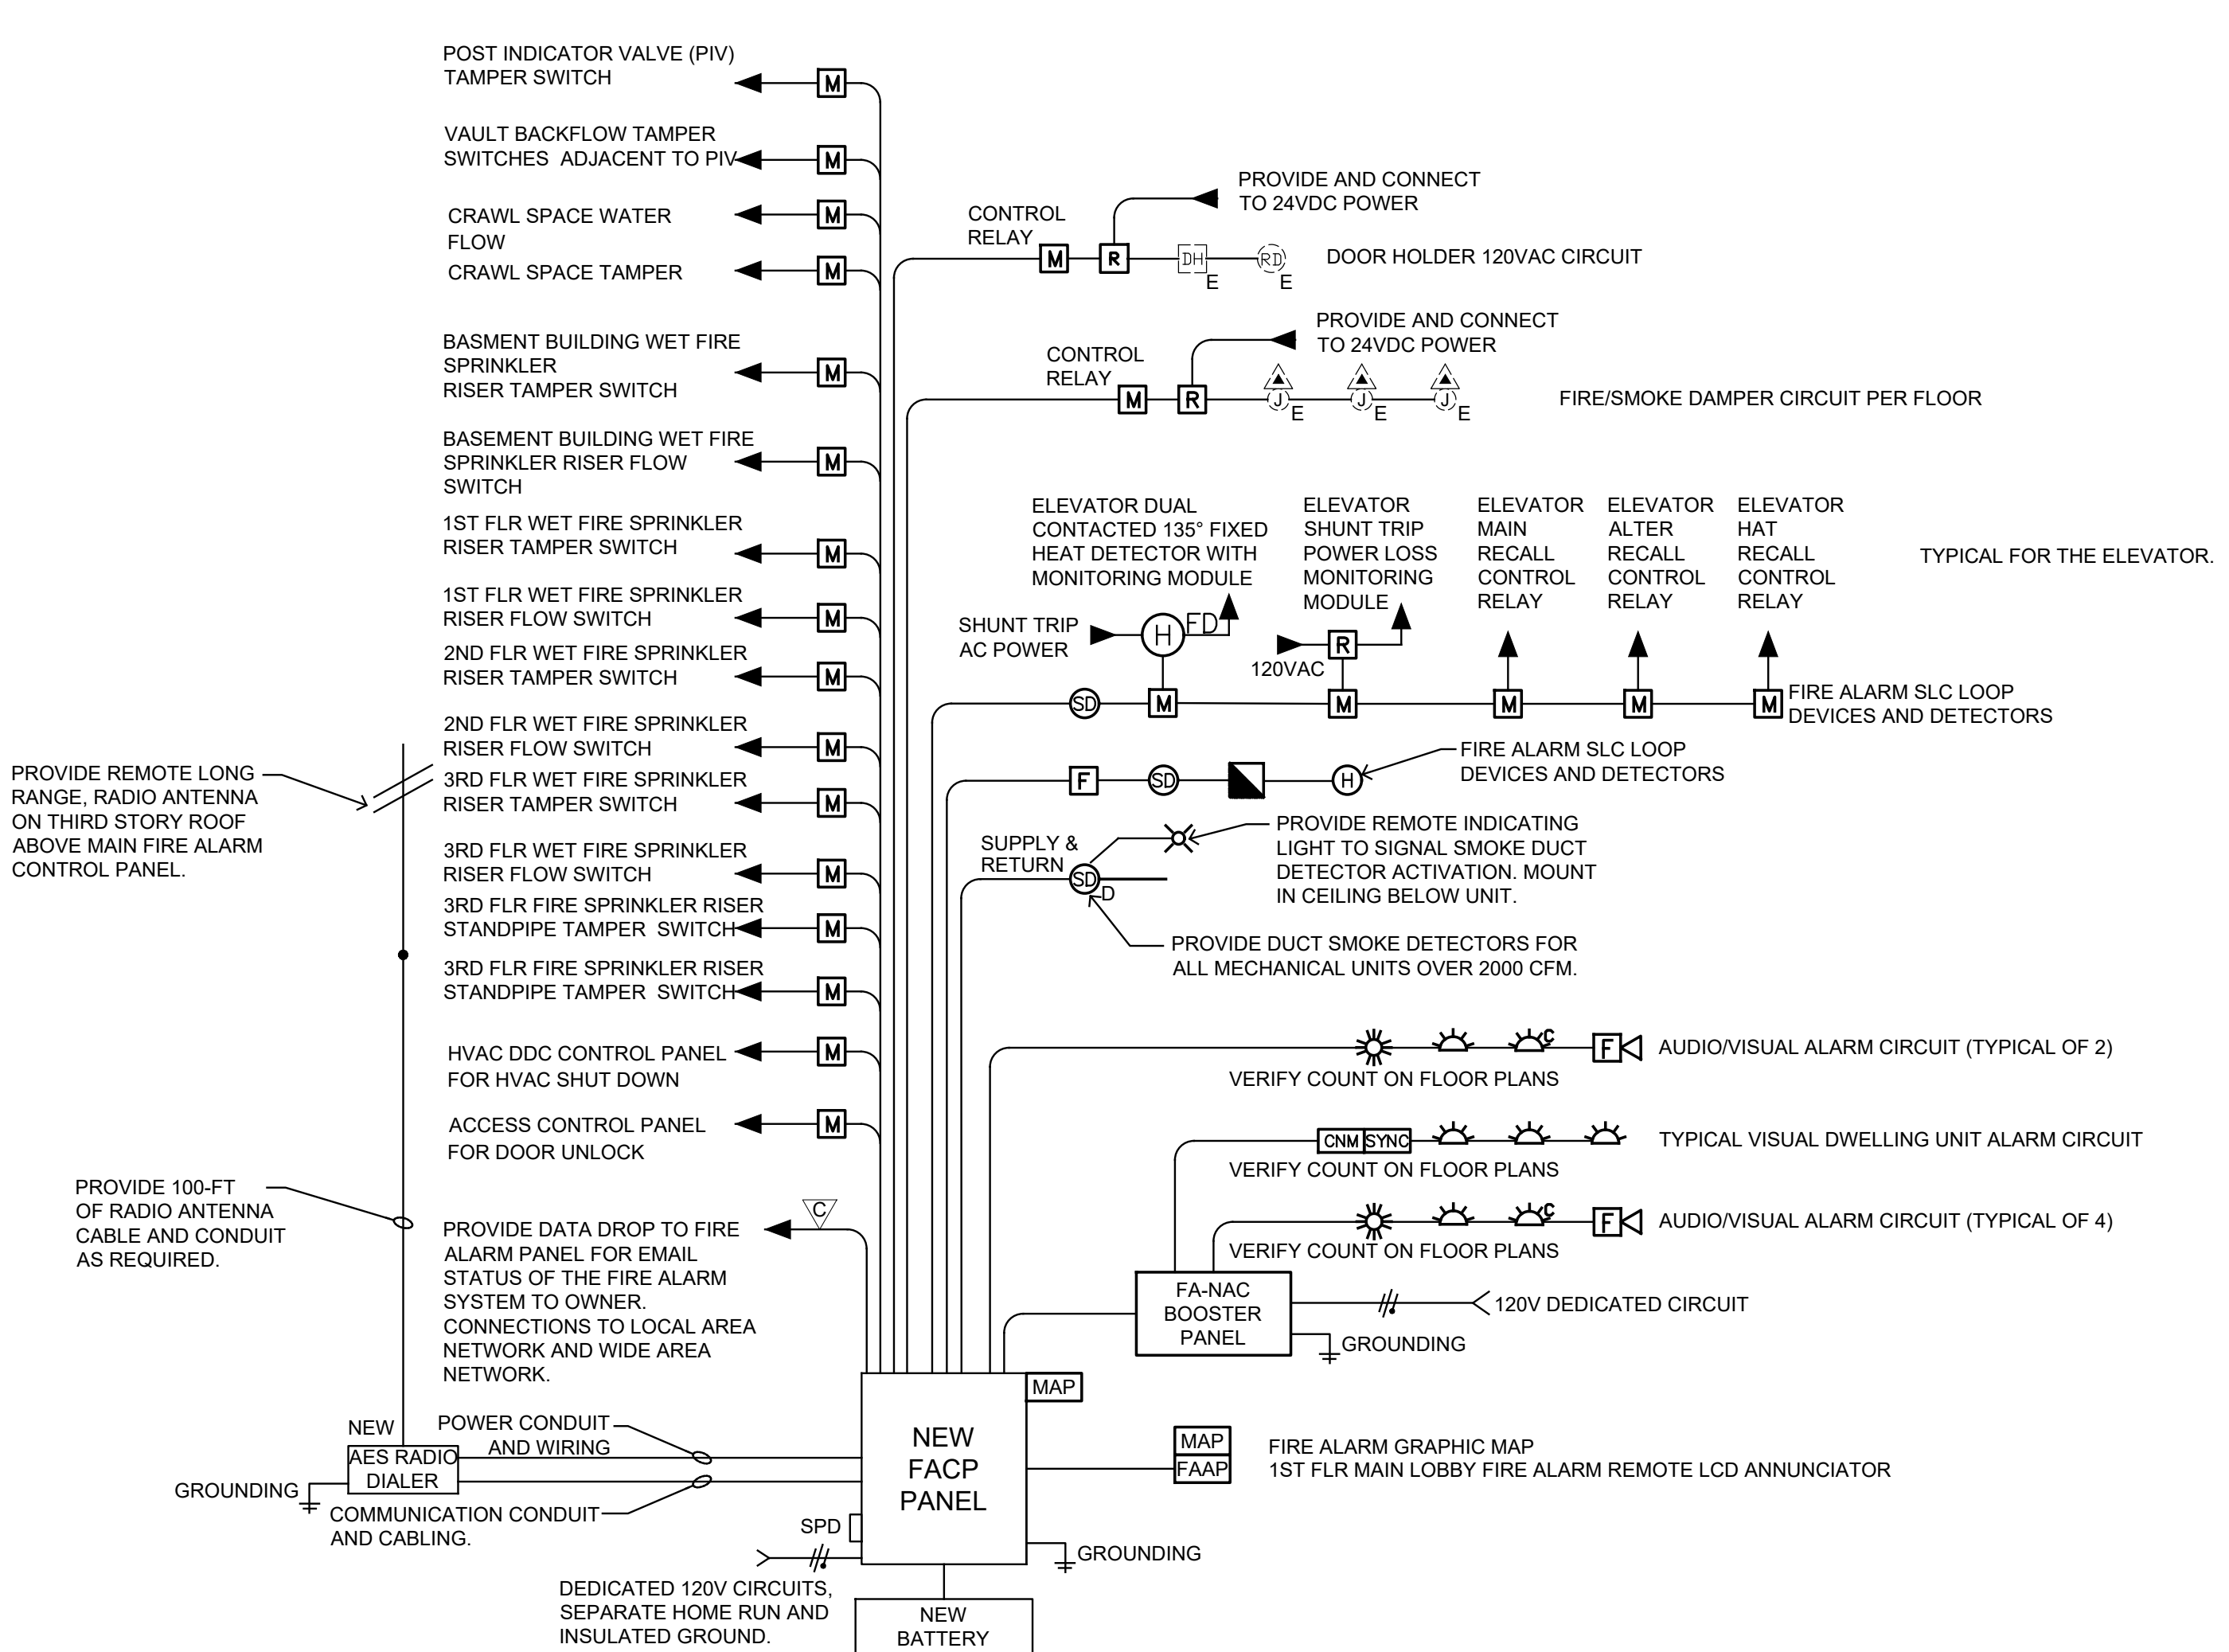 POST INDICATOR VALVE (PIV)
TAMPER SWITCH
M
VAULT BACKFLOW TAMPER
SWITCHES ADJACENT TO PIV
M
CRAWL SPACE WATER
FLOW
M
CRAWL SPACE TAMPER
M
BASMENT BUILDING WET FIRE
SPRINKLER
RISER TAMPER SWITCH
M
BASEMENT BUILDING WET FIRE
SPRINKLER RISER FLOW
SWITCH
M
1ST FLR WET FIRE SPRINKLER
RISER TAMPER SWITCH
M
1ST FLR WET FIRE SPRINKLER
RISER FLOW SWITCH
M
2ND FLR WET FIRE SPRINKLER
RISER TAMPER SWITCH
M
2ND FLR WET FIRE SPRINKLER
RISER FLOW SWITCH
M
3RD FLR WET FIRE SPRINKLER
RISER TAMPER SWITCH
M
3RD FLR WET FIRE SPRINKLER
RISER FLOW SWITCH
M
3RD FLR FIRE SPRINKLER RISER
STANDPIPE TAMPER SWITCH
M
3RD FLR FIRE SPRINKLER RISER
STANDPIPE TAMPER SWITCH
M
HVAC DDC CONTROL PANEL
FOR HVAC SHUT DOWN
M
ACCESS CONTROL PANEL
FOR DOOR UNLOCK
M
C
PROVIDE DATA DROP TO FIRE
ALARM PANEL FOR EMAIL
STATUS OF THE FIRE ALARM
SYSTEM TO OWNER.
CONNECTIONS TO LOCAL AREA
NETWORK AND WIDE AREA
NETWORK.
PROVIDE REMOTE LONG
RANGE, RADIO ANTENNA
ON THIRD STORY ROOF
ABOVE MAIN FIRE ALARM
CONTROL PANEL.
PROVIDE 100-FT
OF RADIO ANTENNA
CABLE AND CONDUIT
AS REQUIRED.
NEW
AES RADIO
DIALER
GROUNDING
POWER CONDUIT
AND WIRING
COMMUNICATION CONDUIT
AND CABLING.
SPD
DEDICATED 120V CIRCUITS,
SEPARATE HOME RUN AND
INSULATED GROUND.
NEW
FACP
PANEL
MAP
NEW
BATTERY
GROUNDING
CONTROL
RELAY
M
R
PROVIDE AND CONNECT
TO 24VDC POWER
DH
E
RD
E
DOOR HOLDER 120VAC CIRCUIT
CONTROL
RELAY
M
R
PROVIDE AND CONNECT
TO 24VDC POWER
J
E
J
E
J
E
FIRE/SMOKE DAMPER CIRCUIT PER FLOOR
ELEVATOR DUAL
CONTACTED 135° FIXED
HEAT DETECTOR WITH
MONITORING MODULE
ELEVATOR
SHUNT TRIP
POWER LOSS
MONITORING
MODULE
ELEVATOR
MAIN
RECALL
CONTROL
RELAY
ELEVATOR
ALTER
RECALL
CONTROL
RELAY
ELEVATOR
HAT
RECALL
CONTROL
RELAY
TYPICAL FOR THE ELEVATOR.
SHUNT TRIP
AC POWER
H
FD
120VAC
R
SD
M
M
M
M
M
FIRE ALARM SLC LOOP
DEVICES AND DETECTORS
F
SD
H
FIRE ALARM SLC LOOP
DEVICES AND DETECTORS
SUPPLY &
RETURN
SD
D
PROVIDE REMOTE INDICATING
LIGHT TO SIGNAL SMOKE DUCT
DETECTOR ACTIVATION. MOUNT
IN CEILING BELOW UNIT.
PROVIDE DUCT SMOKE DETECTORS FOR
ALL MECHANICAL UNITS OVER 2000 CFM.
C
F
AUDIO/VISUAL ALARM CIRCUIT (TYPICAL OF 2)
VERIFY COUNT ON FLOOR PLANS
CNM
SYNC
TYPICAL VISUAL DWELLING UNIT ALARM CIRCUIT
VERIFY COUNT ON FLOOR PLANS
C
F
AUDIO/VISUAL ALARM CIRCUIT (TYPICAL OF 4)
VERIFY COUNT ON FLOOR PLANS
FA-NAC
BOOSTER
PANEL
120V DEDICATED CIRCUIT
GROUNDING
MAP
FAAP
FIRE ALARM GRAPHIC MAP
1ST FLR MAIN LOBBY FIRE ALARM REMOTE LCD ANNUNCIATOR